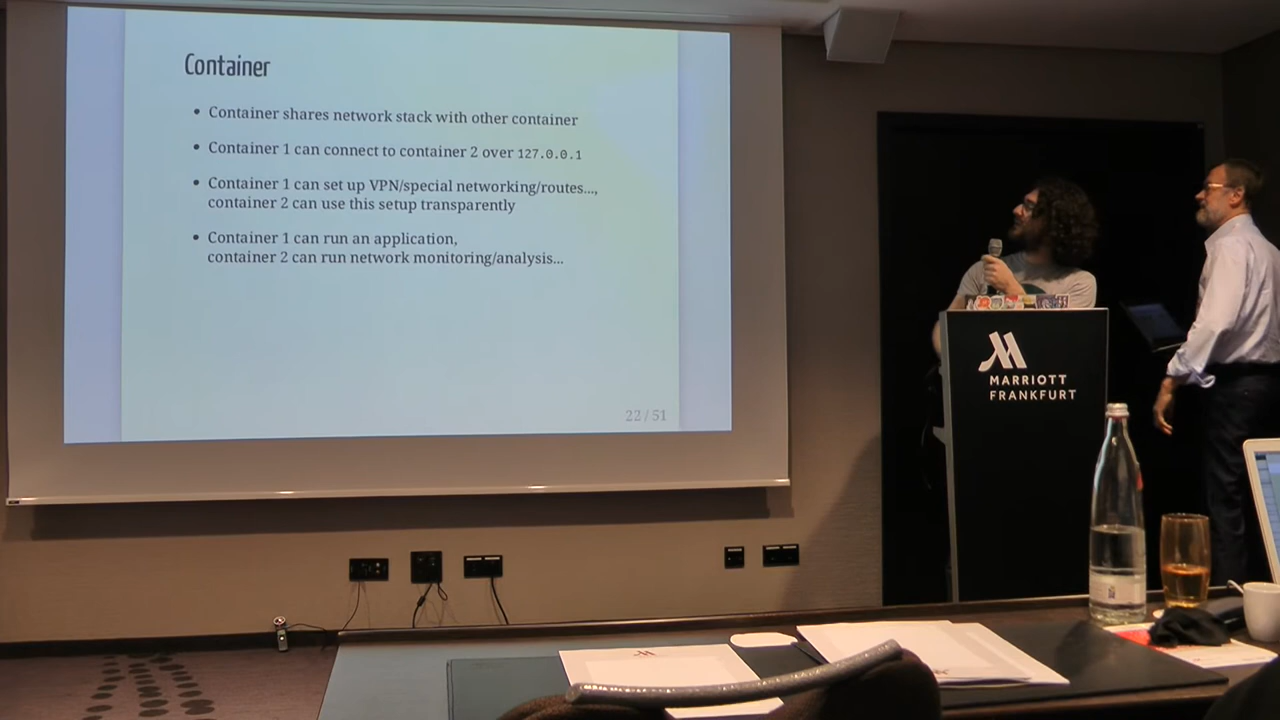 Container
• Container shares network stack with other container
• Container 1 can connect to container 2 over 127.0.0.1
• Container 1 can set up VPN/special networking/routes...,
container 2 can use this setup transparently
• Container 1 can run an application,
container 2 can run network monitoring/analysis...
22 / 51
MARRIOTT
FRANKFURT